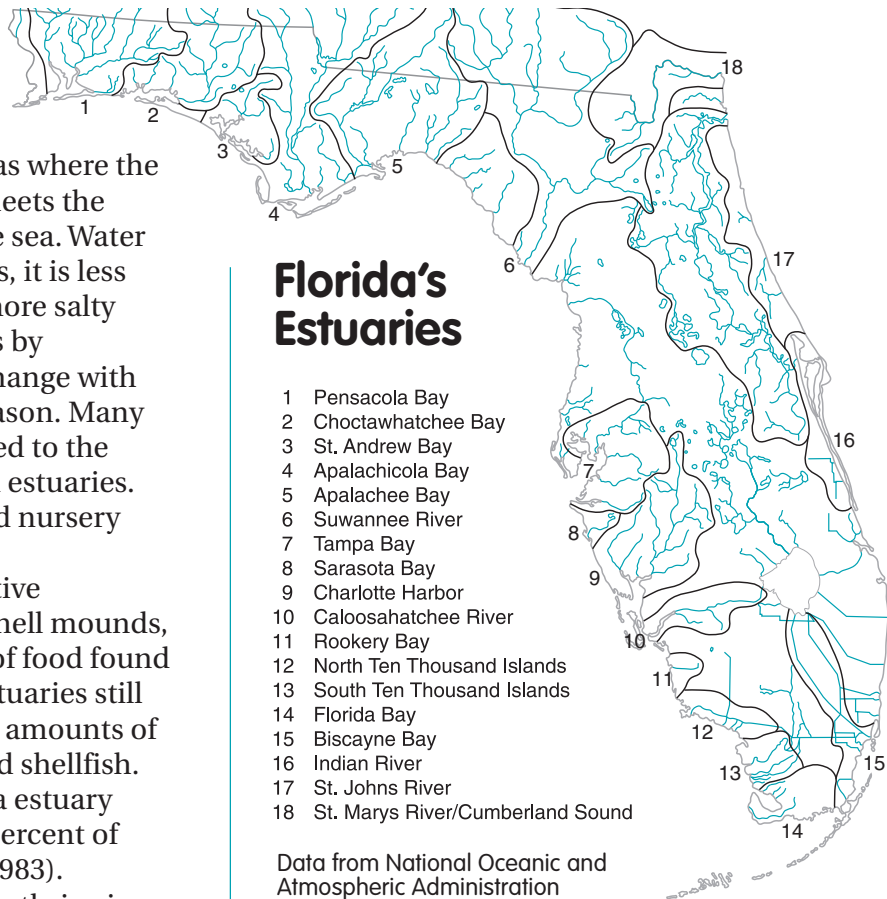 as where the
eets the
e sea. Water
s, it is less
nore salty
s by
hange with
ason. Many
ed to the
estuaries.
d nursery
tive
hell mounds,
of food found
tuaries still
amounts of
d shellfish.
a estuary
ercent of
983).
Florida's
Estuaries
1 Pensacola Bay
2 Choctawhatchee Bay
3 St. Andrew Bay
4 Apalachicola Bay
5 Apalachee Bay
6 Suwannee River
7 Tampa Bay
8 Sarasota Bay
9 Charlotte Harbor
10 Caloosahatchee River
11 Rookery Bay
12 North Ten Thousand Islands
13 South Ten Thousand Islands
14 Florida Bay
15 Biscayne Bay
16 Indian River
17 St. Johns River
18 St. Marys River/Cumberland Sound
Data from National Oceanic and
Atmospheric Administration
1
2
3
4
5
6
7
8
9
10
11
12
13
14
15
16
17
18